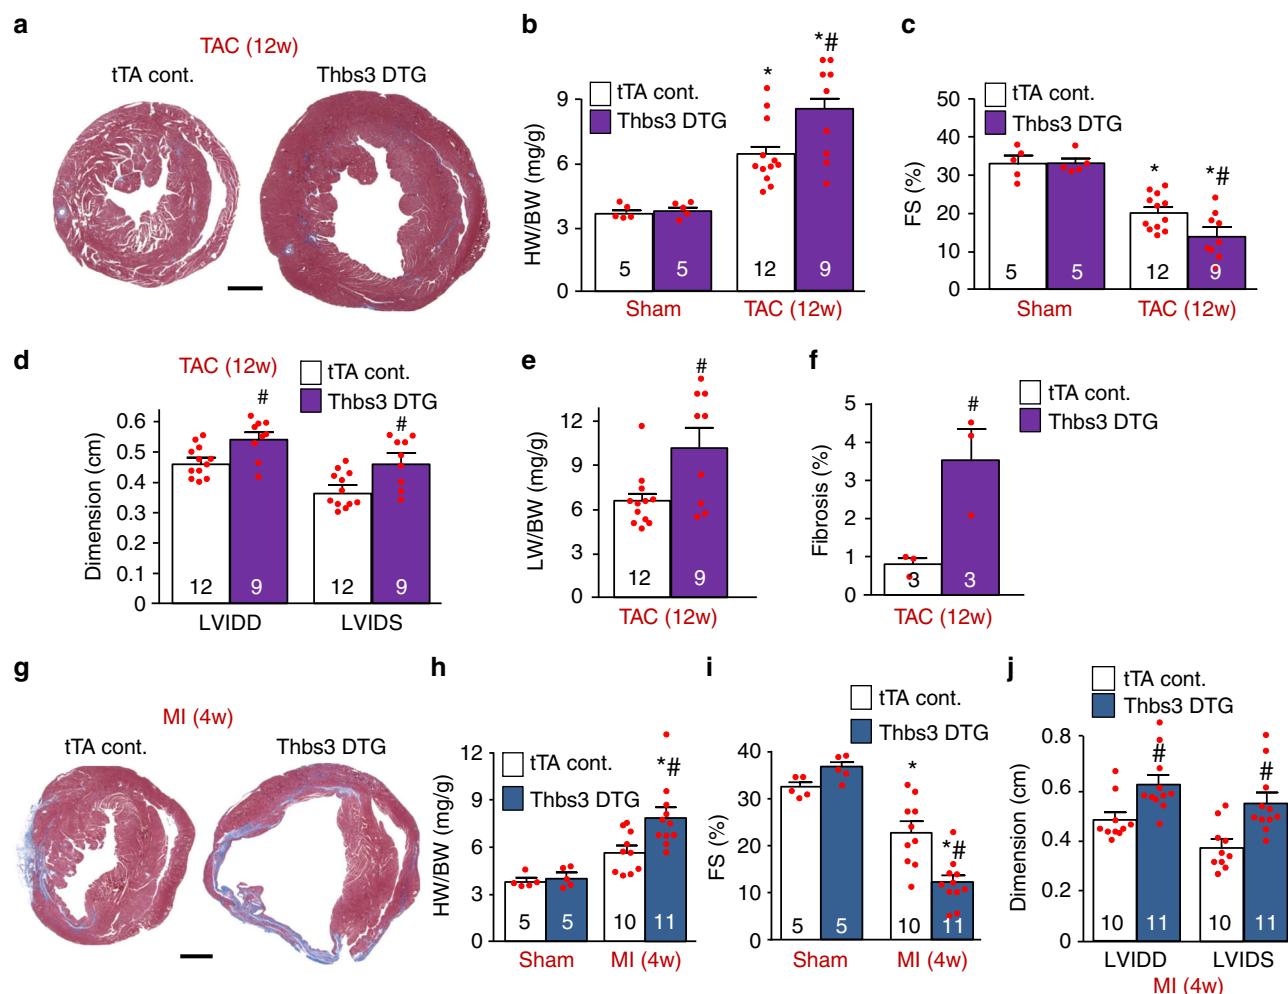 a
TAC (12w)
tTA cont.
Thbs3 DTG
b
HW/BW (mg/g)
tTA cont.
Thbs3 DTG
9
6
3
0
*
*#
5
5
12
9
Sham
TAC (12w)
c
FS (%)
tTA cont.
Thbs3 DTG
50
40
30
20
10
0
*
*#
5
5
12
9
Sham
TAC (12w)
d
TAC (12w)
tTA cont.
Thbs3 DTG
Dimension (cm)
0.6
0.5
0.4
0.3
0.2
0.1
0
#
#
12
9
12
9
LVIDD
LVIDS
e
LW/BW (mg/g)
12
9
6
3
0
#
12
9
TAC (12w)
f
tTA cont.
Thbs3 DTG
Fibrosis (%)
5
4
3
2
1
0
#
3
3
TAC (12w)
g
MI (4w)
tTA cont.
Thbs3 DTG
h
HW/BW (mg/g)
tTA cont.
Thbs3 DTG
12
9
6
3
0
*#
5
5
10
11
Sham
MI (4w)
i
tTA cont.
Thbs3 DTG
FS (%)
40
30
20
10
0
*
*#
5
5
10
11
Sham
MI (4w)
j
tTA cont.
Thbs3 DTG
Dimension (cm)
0.8
0.6
0.4
0.2
0
#
#
10
11
10
11
LVIDD
LVIDS
MI (4w)